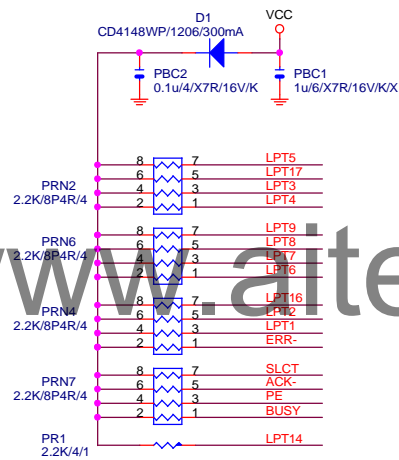 D1
VCC
CD4148WP/1206/300mA
PBC2
0.1u/4/X7R/16V/K
PBC1
1u/6/X7R/16V/K/X
8 7 LPT5
6 5 LPT17
4 3 LPT3
2 1 LPT4
PRN2
2.2K/8P4R/4
8 7 LPT9
6 5 LPT8
4 3 LPT7
2 1 LPT6
PRN6
2.2K/8P4R/4
www.aite
8 7 LPT16
6 5 LPT2
4 3 LPT1
2 1 ERR-
PRN4
2.2K/8P4R/4
8 7 SLCT
6 5 ACK-
4 3 PE
2 1 BUSY
PRN7
2.2K/8P4R/4
PR1
2.2K/4/1
LPT14